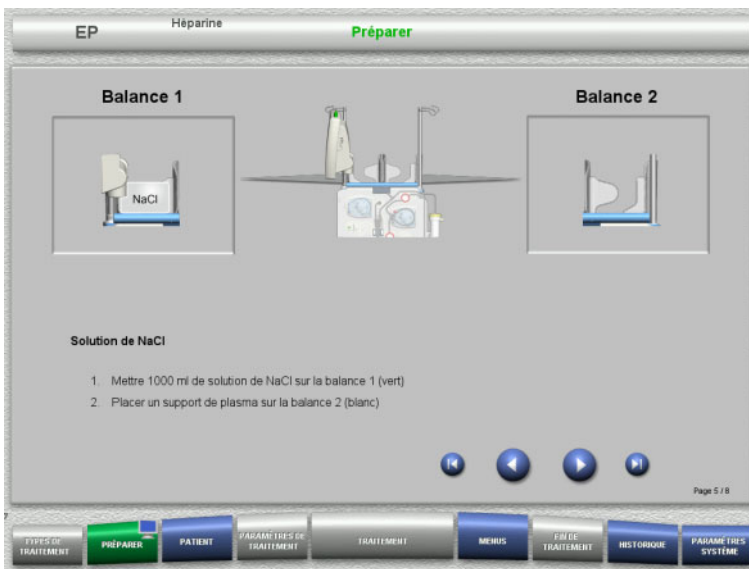 EP
Héparine
Préparer
Balance 1
Balance 2
NaCl
Solution de NaCl
1. Mettre 1000 ml de solution de NaCl sur la balance 1 (vert)
2. Placer un support de plasma sur la balance 2 (blanc)
Page 5 / 8
TYPES DE
TRAITEMENT
PRÉPARER
PATIENT
PARAMÈTRES DE
TRAITEMENT
TRAITEMENT
MENUS
FIN DE
TRAITEMENT
HISTORIQUE
PARAMÈTRES
SYSTÈME